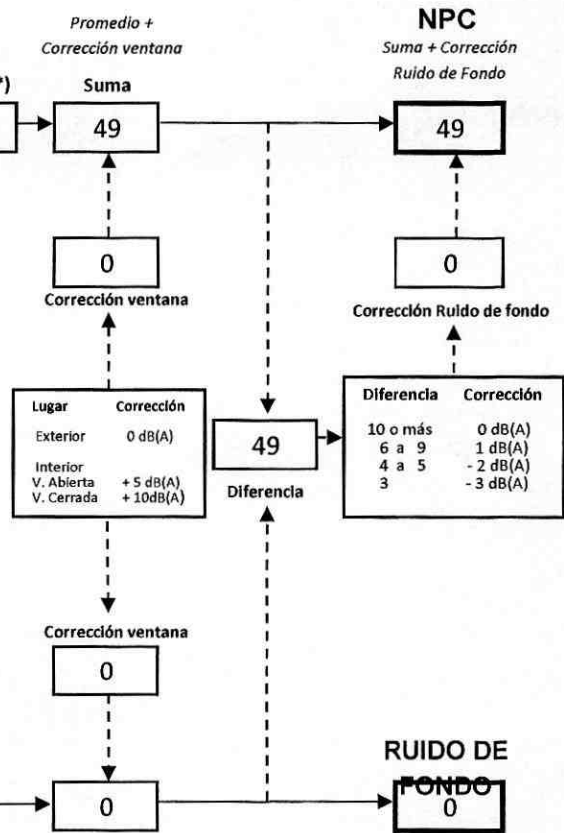 Promedio +
Corrección ventana
NPC
Suma + Corrección
Ruido de Fondo
*)
Suma
49
49
0
0
Corrección ventana
Corrección Ruido de fondo
Lugar Corrección
Exterior 0 dB(A)
Interior
V. Abierta + 5 dB(A)
V. Cerrada + 10dB(A)
49
Diferencia
Diferencia Corrección
10 o más 0 dB(A)
6 a 9 1 dB(A)
4 a 5 - 2 dB(A)
3 - 3 dB(A)
Corrección ventana
0
RUIDO DE
FONDO
0
0